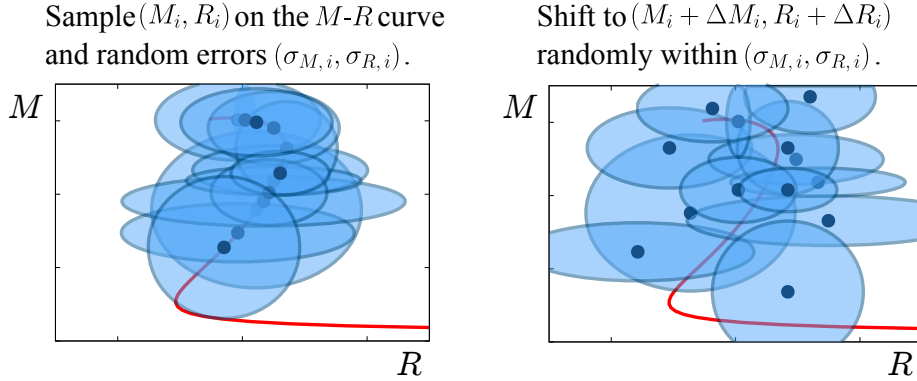 Sample (M_i, R_i) on the M-R curve
and random errors (σ_{M,i}, σ_{R,i}).
M
R
Shift to (M_i + ΔM_i, R_i + ΔR_i)
randomly within (σ_{M,i}, σ_{R,i}).
M
R